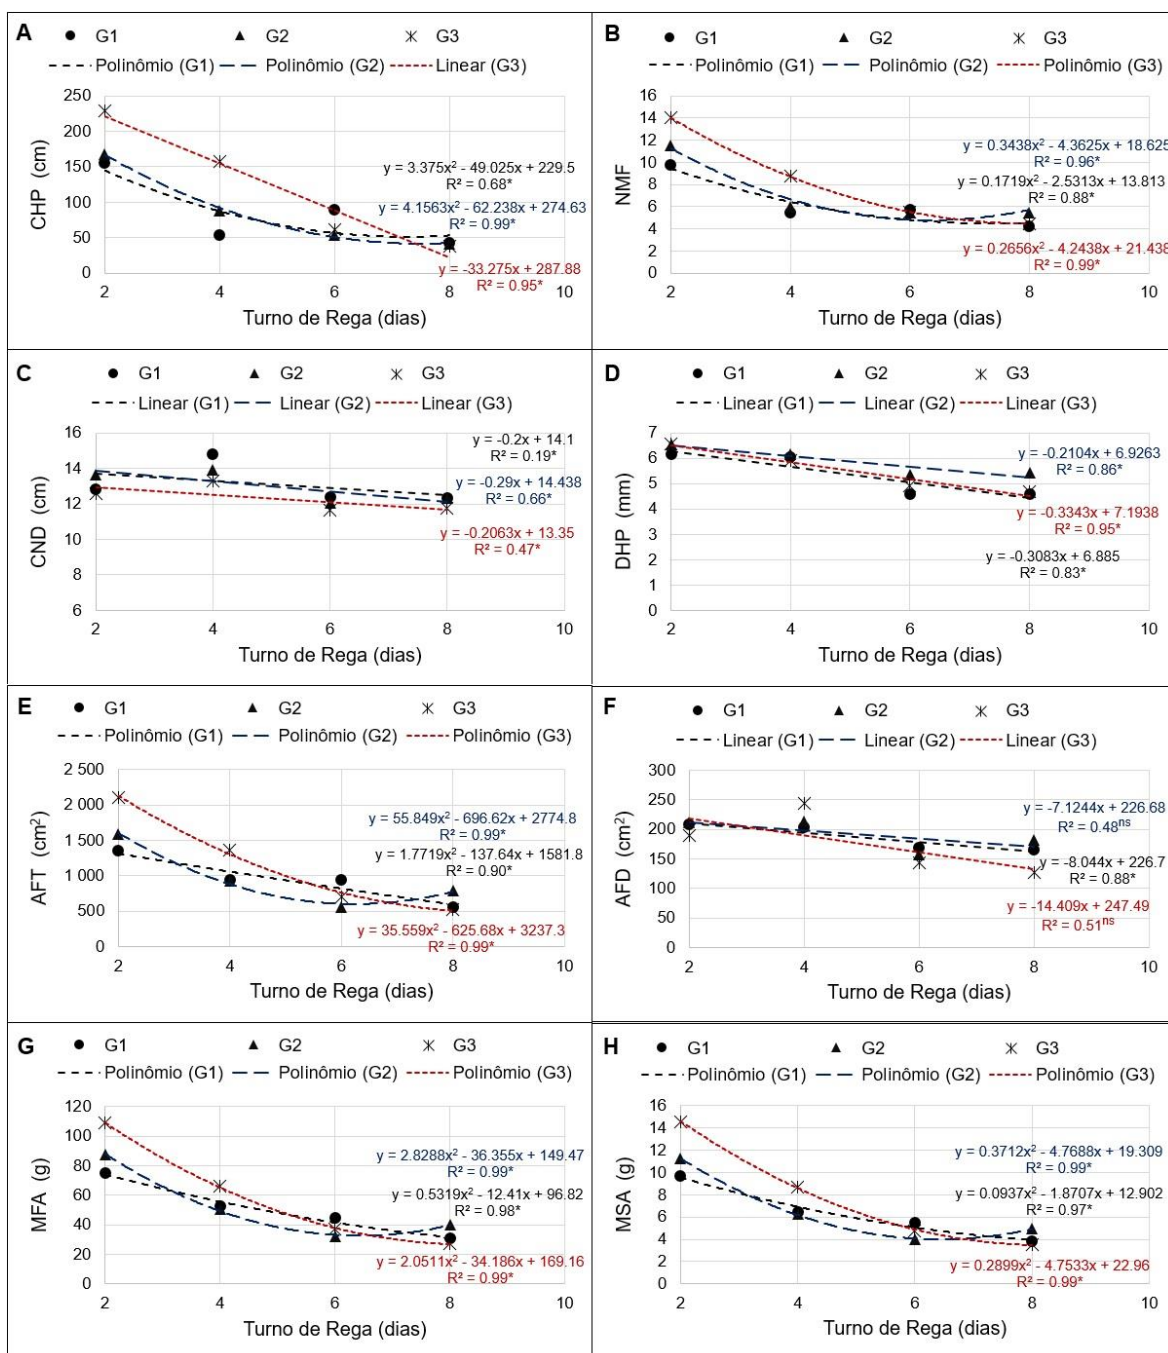 A
G1 G2 G3
Polinômio (G1) Polinômio (G2) Linear (G3)
250
200
150
100
50
0
CHP (cm)
y = 3.375x² - 49.025x + 229.5
R² = 0.68*
y = 4.1563x² - 62.238x + 274.63
R² = 0.99*
y = -33.275x + 287.88
R² = 0.95*
2 4 6 8 10
Turno de Rega (dias)
B
G1 G2 G3
Polinômio (G1) Polinômio (G2) Polinômio (G3)
16
14
12
10
8
6
4
2
0
NMF
y = 0.3438x² - 4.3625x + 18.625
R² = 0.96*
y = 0.1719x² - 2.5313x + 13.813
R² = 0.88*
y = 0.2656x² - 4.2438x + 21.438
R² = 0.99*
2 4 6 8 10
Turno de Rega (dias)
C
G1 G2 G3
Linear (G1) Linear (G2) Linear (G3)
16
14
12
10
8
6
CND (cm)
y = -0.2x + 14.1
R² = 0.19*
y = -0.29x + 14.438
R² = 0.66*
y = -0.2063x + 13.35
R² = 0.47*
2 4 6 8 10
Turno de Rega (dias)
D
G1 G2 G3
Linear (G1) Linear (G2) Linear (G3)
7
6
5
4
3
2
1
0
DHP (mm)
y = -0.2104x + 6.9263
R² = 0.86*
y = -0.3343x + 7.1938
R² = 0.95*
y = -0.3083x + 6.885
R² = 0.83*
2 4 6 8 10
Turno de Rega (dias)
E
G1 G2 G3
Polinômio (G1) Polinômio (G2) Polinômio (G3)
2 500
2 000
1 500
1 000
500
0
AFT (cm²)
y = 55.849x² - 696.62x + 2774.8
R² = 0.99*
y = 1.7719x² - 137.64x + 1581.8
R² = 0.90*
y = 35.559x² - 625.68x + 3237.3
R² = 0.99*
2 4 6 8 10
Turno de Rega (dias)
F
G1 G2 G3
Linear (G1) Linear (G2) Linear (G3)
300
250
200
150
100
50
0
AFD (cm²)
y = -7.1244x + 226.68
R² = 0.48ns
y = -8.044x + 226.7
R² = 0.88*
y = -14.409x + 247.49
R² = 0.51ns
2 4 6 8 10
Turno de Rega (dias)
G
G1 G2 G3
Polinômio (G1) Polinômio (G2) Polinômio (G3)
120
100
80
60
40
20
0
MFA (g)
y = 2.8288x² - 36.355x + 149.47
R² = 0.99*
y = 0.5319x² - 12.41x + 96.82
R² = 0.98*
y = 2.0511x² - 34.186x + 169.16
R² = 0.99*
2 4 6 8 10
Turno de Rega (dias)
H
G1 G2 G3
Polinômio (G1) Polinômio (G2) Polinômio (G3)
16
14
12
10
8
6
4
2
0
MSA (g)
y = 0.3712x² - 4.7688x + 19.309
R² = 0.99*
y = 0.0937x² - 1.8707x + 12.902
R² = 0.97*
y = 0.2899x² - 4.7533x + 22.96
R² = 0.99*
2 4 6 8 10
Turno de Rega (dias)